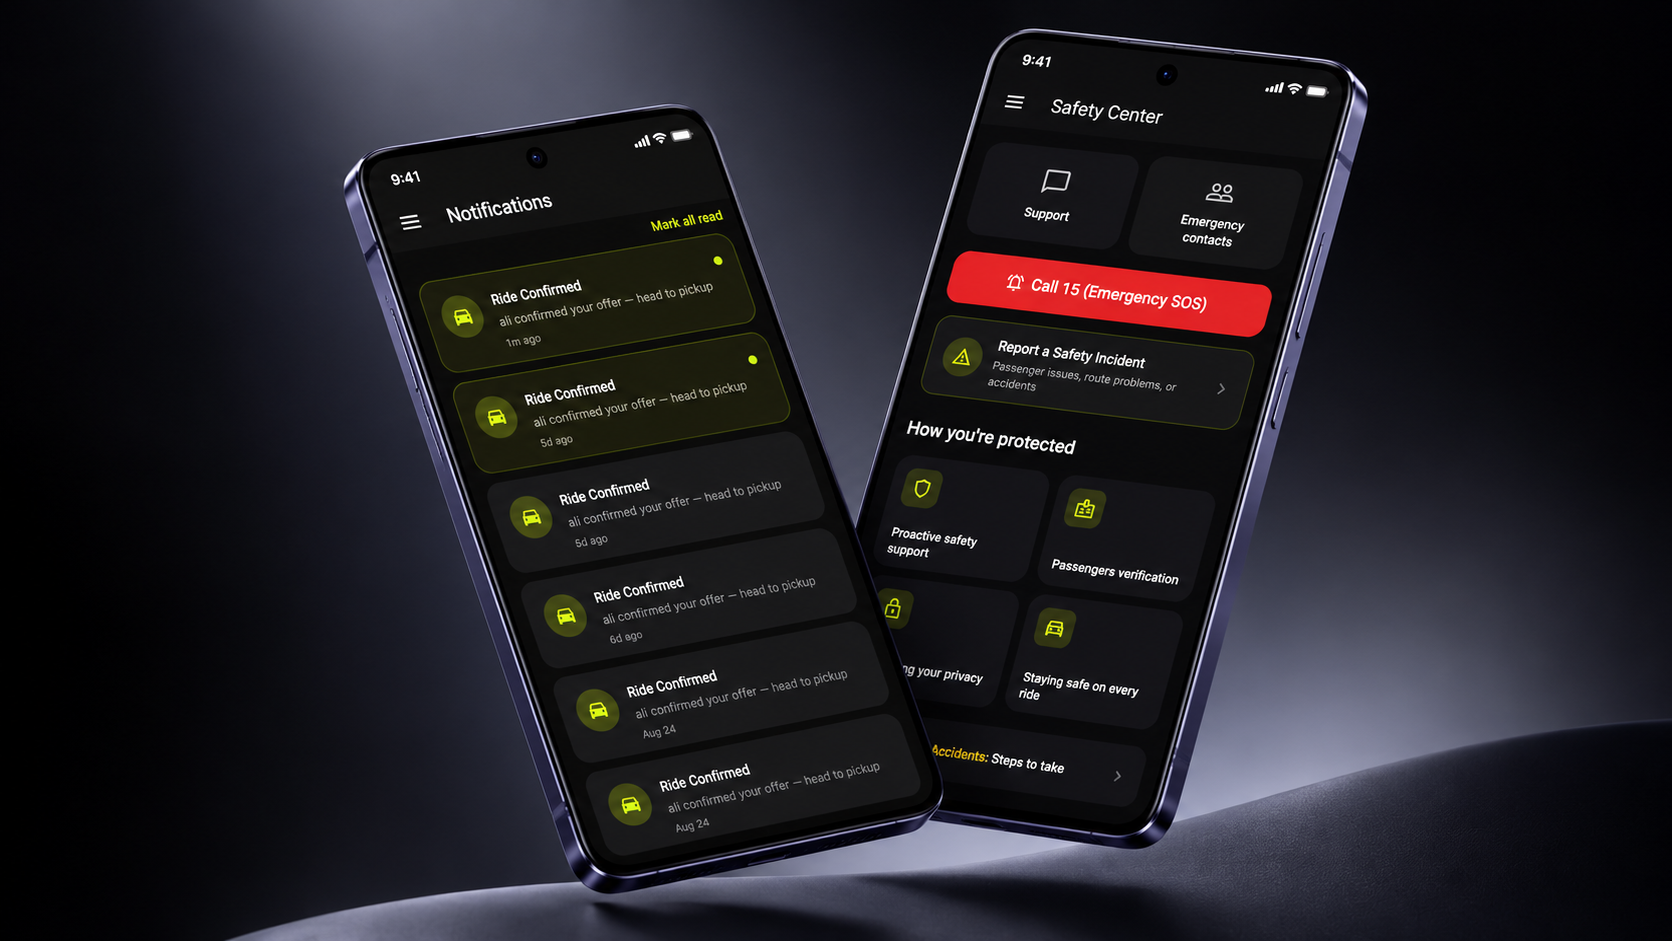 9:41
Notifications
Mark all read
Ride Confirmed
ali confirmed your offer — head to pickup
1m ago
Ride Confirmed
ali confirmed your offer — head to pickup
5d ago
Ride Confirmed
ali confirmed your offer — head to pickup
5d ago
Ride Confirmed
ali confirmed your offer — head to pickup
6d ago
Ride Confirmed
ali confirmed your offer — head to pickup
Aug 24
Ride Confirmed
ali confirmed your offer — head to pickup
Aug 24
9:41
Safety Center
Support
Emergency
contacts
Call 15 (Emergency SOS)
Report a Safety Incident
Passenger issues, route problems, or
accidents
How you're protected
Proactive safety
support
Passengers verification
your privacy
Staying safe on every
ride
Accidents: Steps to take